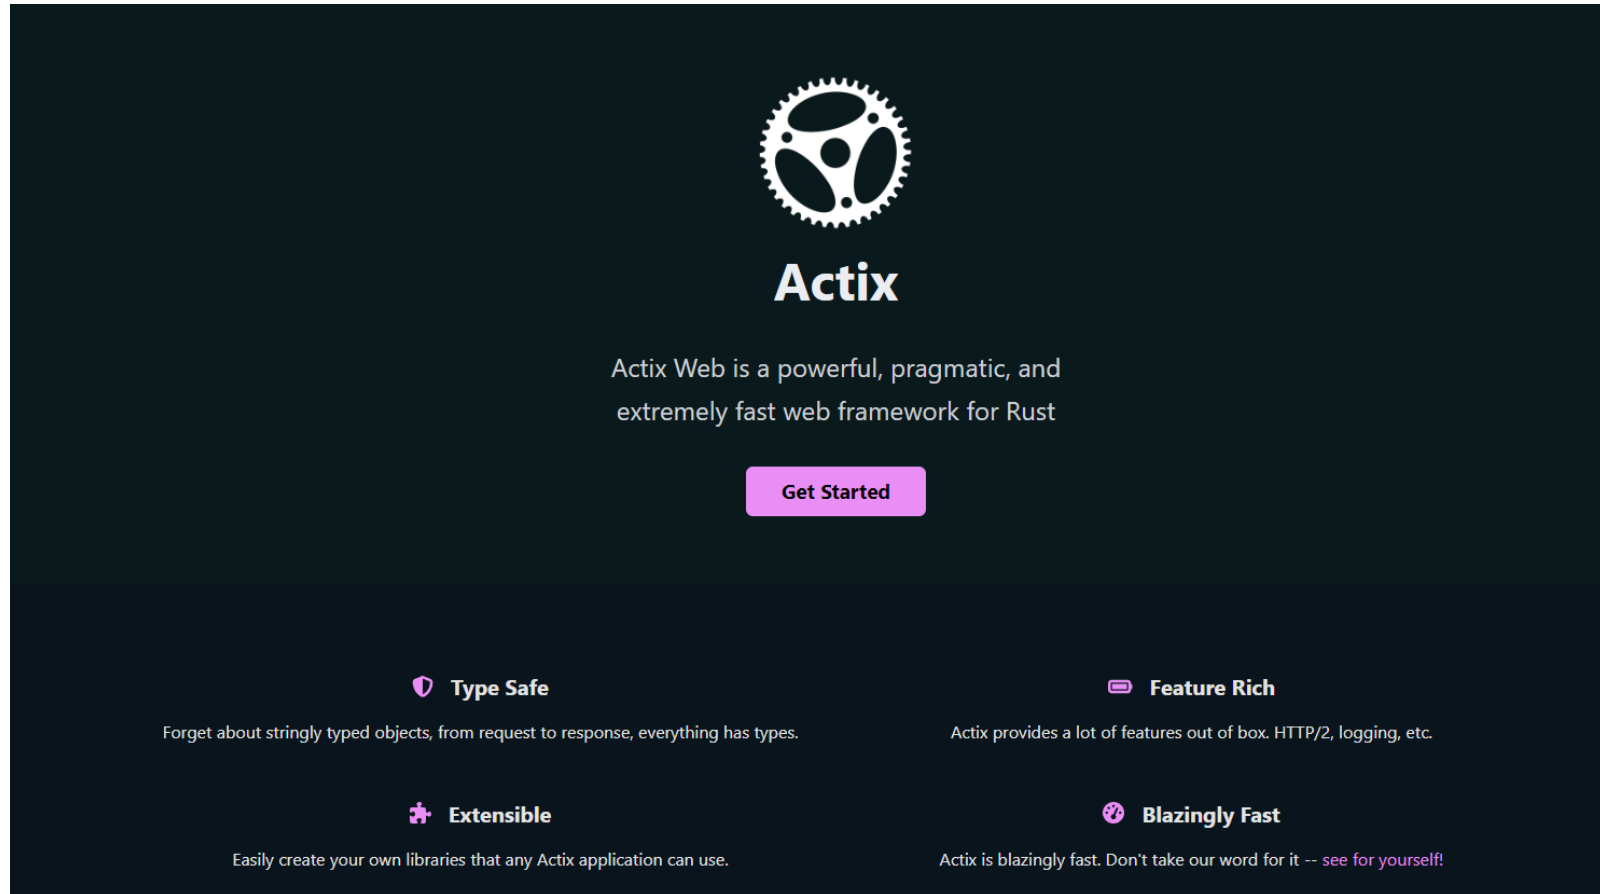 Actix
Actix Web is a powerful, pragmatic, and
extremely fast web framework for Rust
Get Started
Type Safe
Forget about stringly typed objects, from request to response, everything has types.
Feature Rich
Actix provides a lot of features out of box. HTTP/2, logging, etc.
Extensible
Easily create your own libraries that any Actix application can use.
Blazingly Fast
Actix is blazingly fast. Don't take our word for it -- see for yourself!